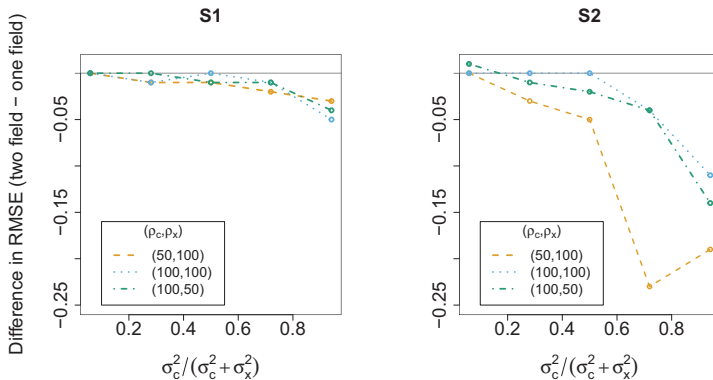 S1
S2
Difference in RMSE (two field − one field)
−0.05
−0.15
−0.25
(ρc,ρx)
(50,100)
(100,100)
(100,50)
0.2 0.4 0.6 0.8
σc²/(σc²+σx²)
−0.05
−0.15
−0.25
(ρc,ρx)
(50,100)
(100,100)
(100,50)
0.2 0.4 0.6 0.8
σc²/(σc²+σx²)